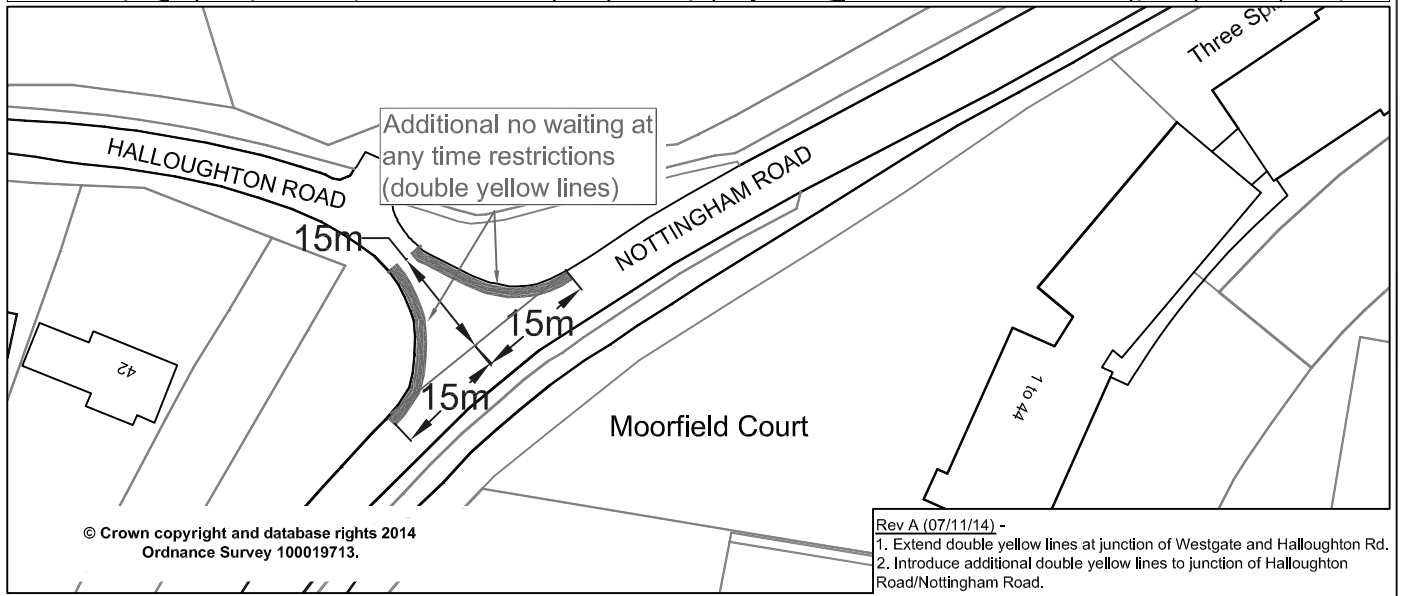 Three
HALLOUGHTON ROAD
Additional no waiting at
any time restrictions
(double yellow lines)
NOTTINGHAM ROAD
15m
15m
15m
42
1 to 44
Moorfield Court
© Crown copyright and database rights 2014
Ordnance Survey 100019713.
Rev A (07/11/14) -
1. Extend double yellow lines at junction of Westgate and Halloughton Rd.
2. Introduce additional double yellow lines to junction of Halloughton
Road/Nottingham Road.